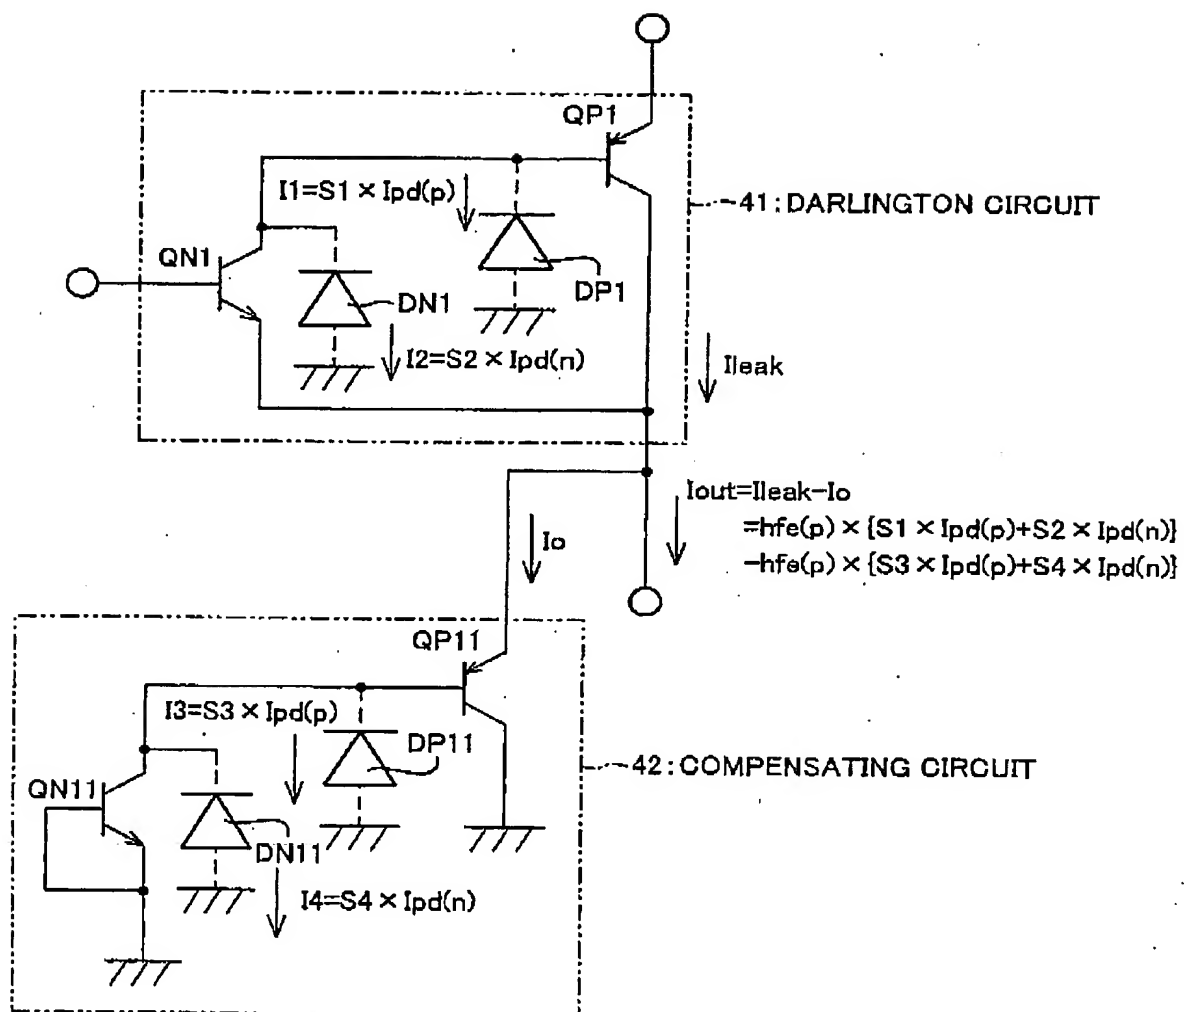 QP1
I1=S1×Ipd(p)
41:DARLINGTON CIRCUIT
QN1
DP1
DN1
I2=S2×Ipd(n)
Ileak
Iout=Ileak-Io
=hfe(p)×{S1×Ipd(p)+S2×Ipd(n)}
-hfe(p)×{S3×Ipd(p)+S4×Ipd(n)}
Io
QP11
I3=S3×Ipd(p)
DP11
42:COMPENSATING CIRCUIT
QN11
DN11
I4=S4×Ipd(n)